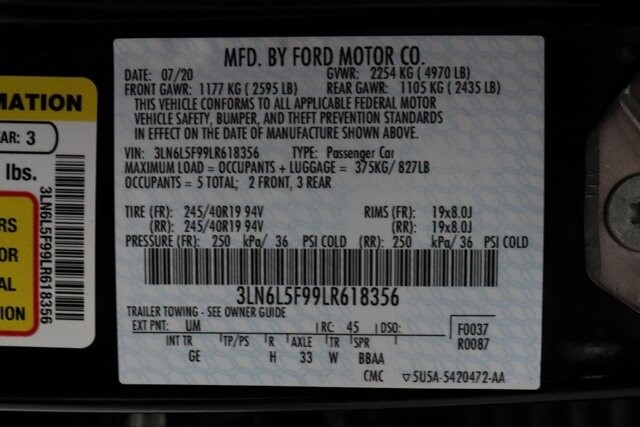 MFD. BY FORD MOTOR CO.
DATE: 07/20 GVWR: 2254 KG ( 4970 LB)
FRONT GAWR: 1177 KG ( 2595 LB) REAR GAWR: 1105 KG ( 2435 LB)
THIS VEHICLE CONFORMS TO ALL APPLICABLE FEDERAL MOTOR
VEHICLE SAFETY, BUMPER, AND THEFT PREVENTION STANDARDS
IN EFFECT ON THE DATE OF MANUFACTURE SHOWN ABOVE.
VIN: 3LN6L5F99LR618356 TYPE: Passenger Car
MAXIMUM LOAD = OCCUPANTS + LUGGAGE = 375KG/ 827LB
OCCUPANTS = 5 TOTAL; 2 FRONT, 3 REAR
TIRE (FR): 245/40R19 94V RIMS (FR): 19x8.0J
(RR): 245/40R19 94V (RR): 19x8.0J
PRESSURE (FR): 250 kPa/ 36 PSI COLD (RR): 250 kPa/ 36 PSI COLD
3LN6L5F99LR618356
TRAILER TOWING - SEE OWNER GUIDE
EXT PNT: UM RC: 45 DSO: F0037
INT TR TP/PS R AXLE TR SPR R0087
GE H 33 W BBAA
CMC ▽5U5A-5420472-AA
MATION
AR: 3
lbs.
3LN6L5F99LR618356
RS
OR
AL